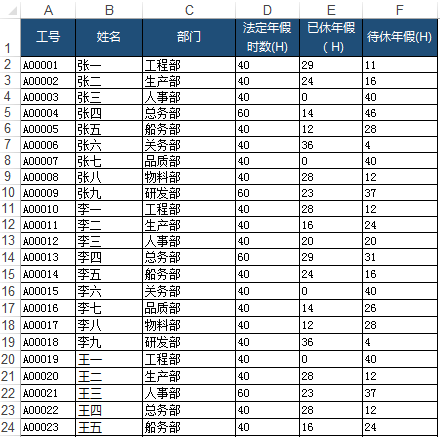 A B C D E F
1 工号 姓名 部门 法定年假时数(H) 已休年假(H) 待休年假(H)
2 A00001 张一 工程部 40 29 11
3 A00002 张二 生产部 40 24 16
4 A00003 张三 人事部 40 0 40
5 A00004 张四 总务部 60 14 46
6 A00005 张五 船务部 40 12 28
7 A00006 张六 关务部 40 36 4
8 A00007 张七 品质部 40 0 40
9 A00008 张八 物料部 40 28 12
10 A00009 张九 研发部 60 23 37
11 A00010 李一 工程部 40 28 12
12 A00011 李二 生产部 40 16 24
13 A00012 李三 人事部 40 20 20
14 A00013 李四 总务部 60 29 31
15 A00014 李五 船务部 40 24 16
16 A00015 李六 关务部 40 0 40
17 A00016 李七 品质部 40 14 26
18 A00017 李八 物料部 40 12 28
19 A00018 李九 研发部 40 36 4
20 A00019 王一 工程部 40 0 40
21 A00020 王二 生产部 40 28 12
22 A00021 王三 人事部 60 23 37
23 A00022 王四 总务部 40 28 12
24 A00023 王五 船务部 40 16 24